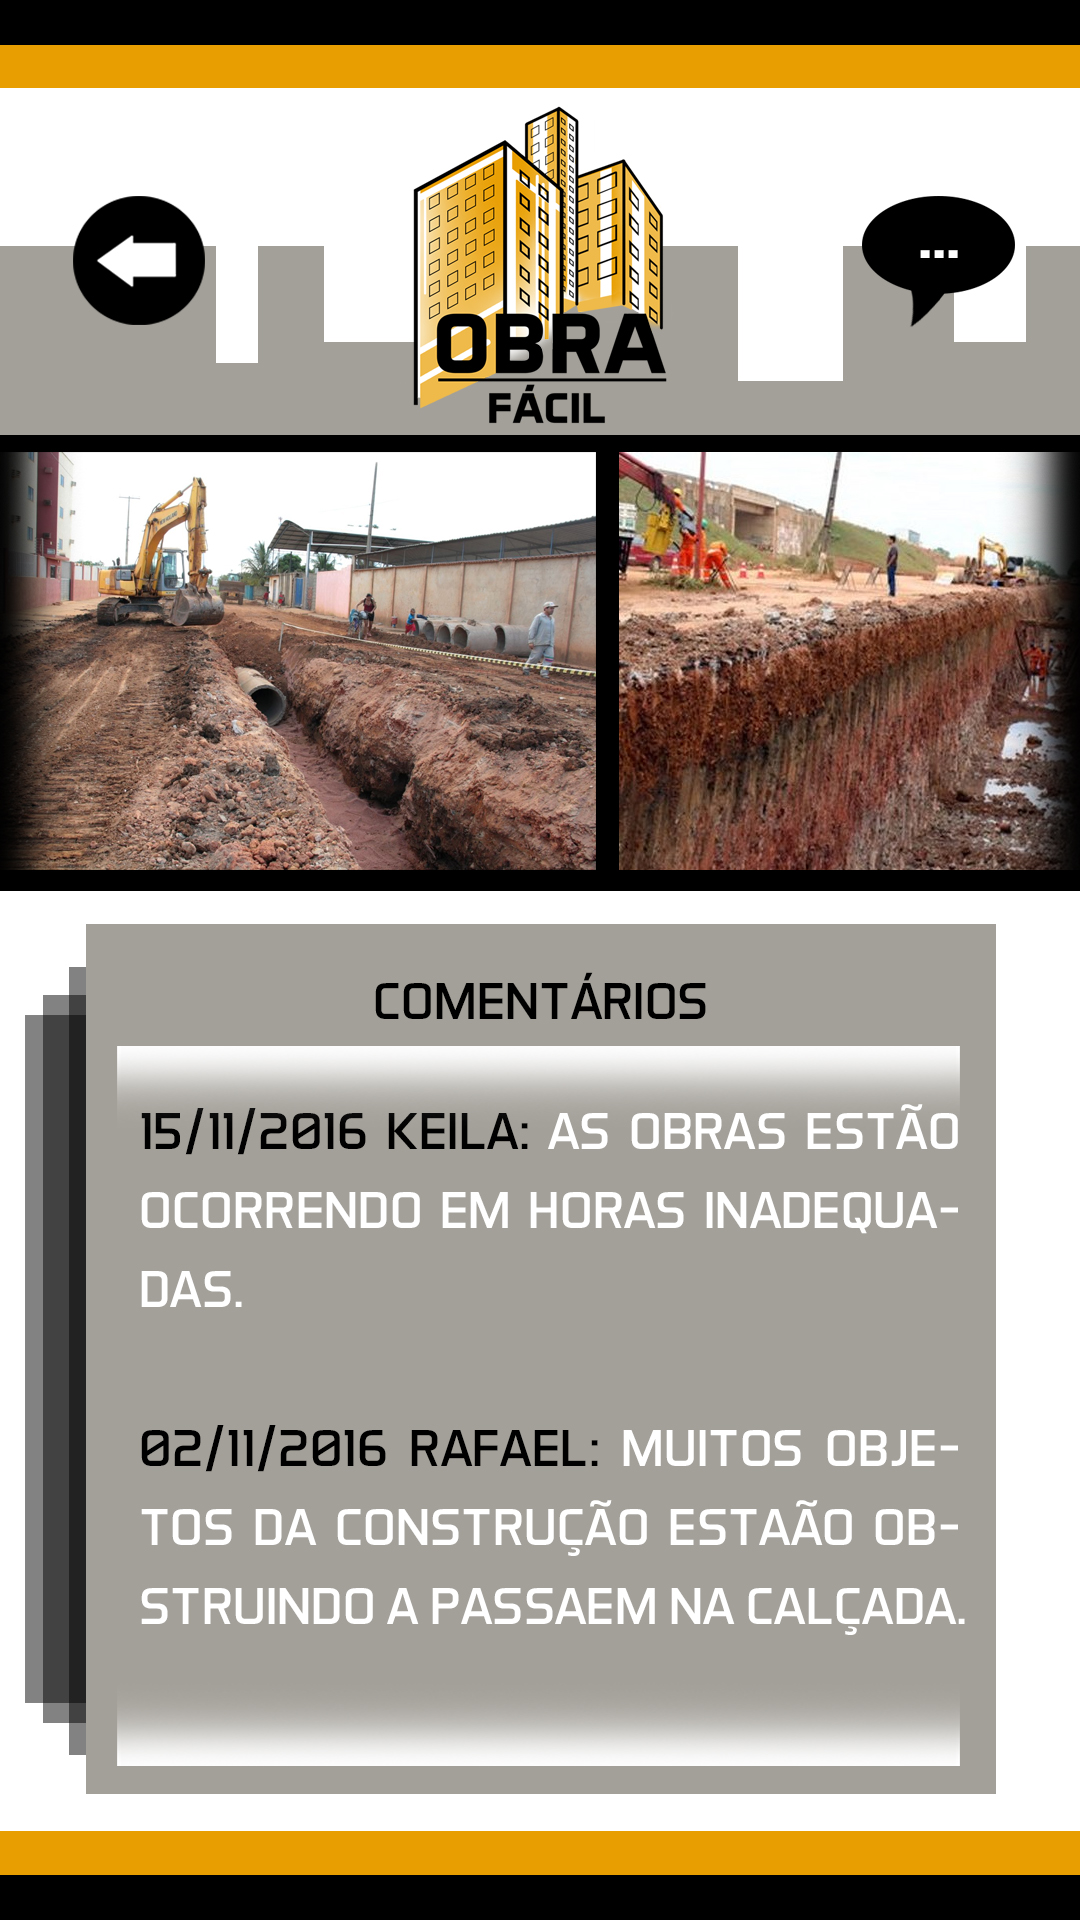 ...
OBRA
FÁCIL
COMENTÁRIOS
15/11/2016 KEILA: AS OBRAS ESTÃO
OCORRENDO EM HORAS INADEQUA-
DAS.
02/11/2016 RAFAEL: MUITOS OBJE-
TOS DA CONSTRUÇÃO ESTAÃO OB-
STRUINDO A PASSAEM NA CALÇADA.